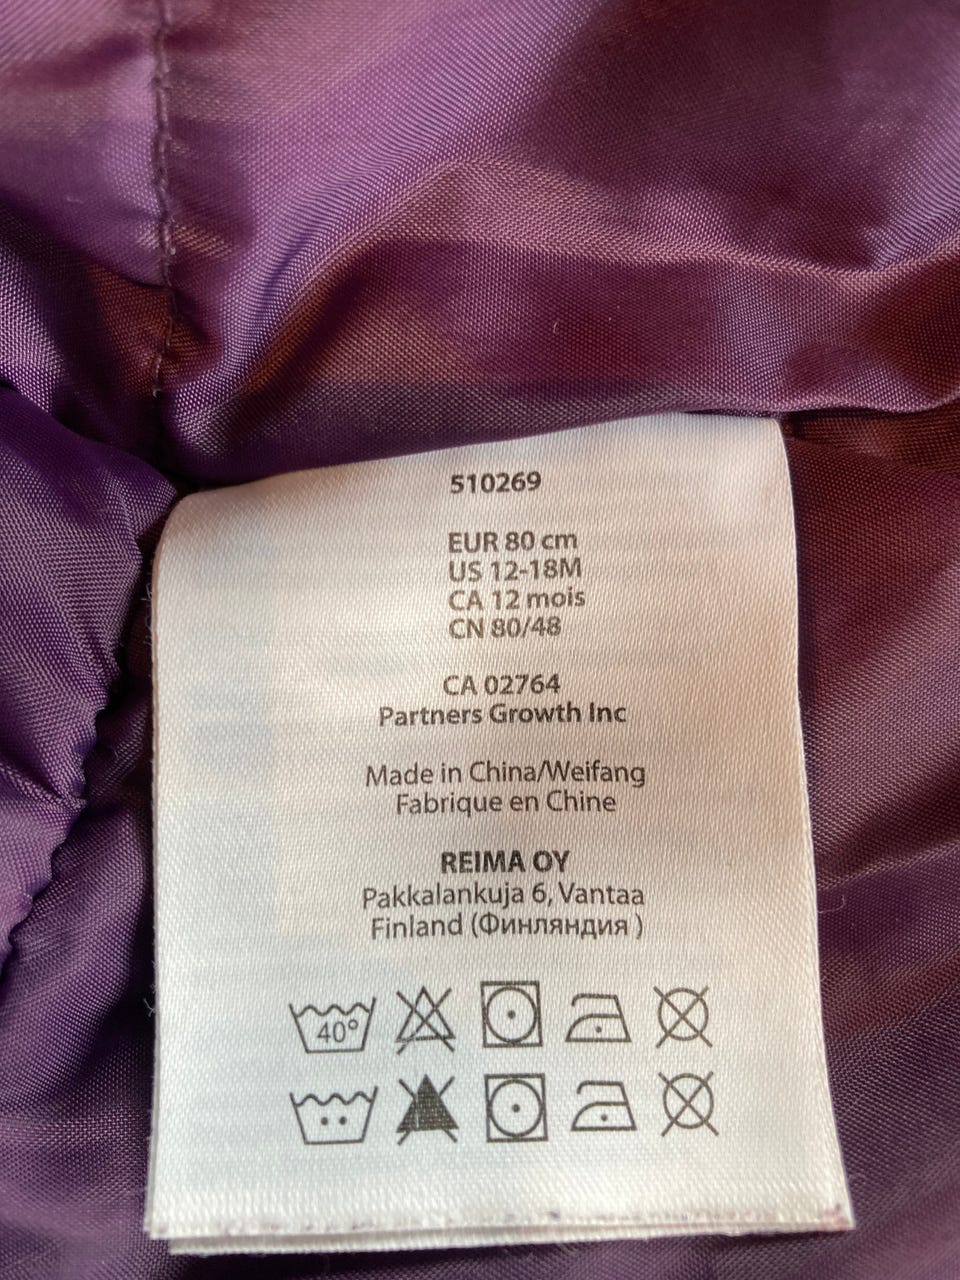 510269
EUR 80 cm
US 12-18M
CA 12 mois
CN 80/48
CA 02764
Partners Growth Inc
Made in China/Weifang
Fabrique en Chine
REIMA OY
Pakkalankuja 6, Vantaa
Finland (Финляндия )
40°